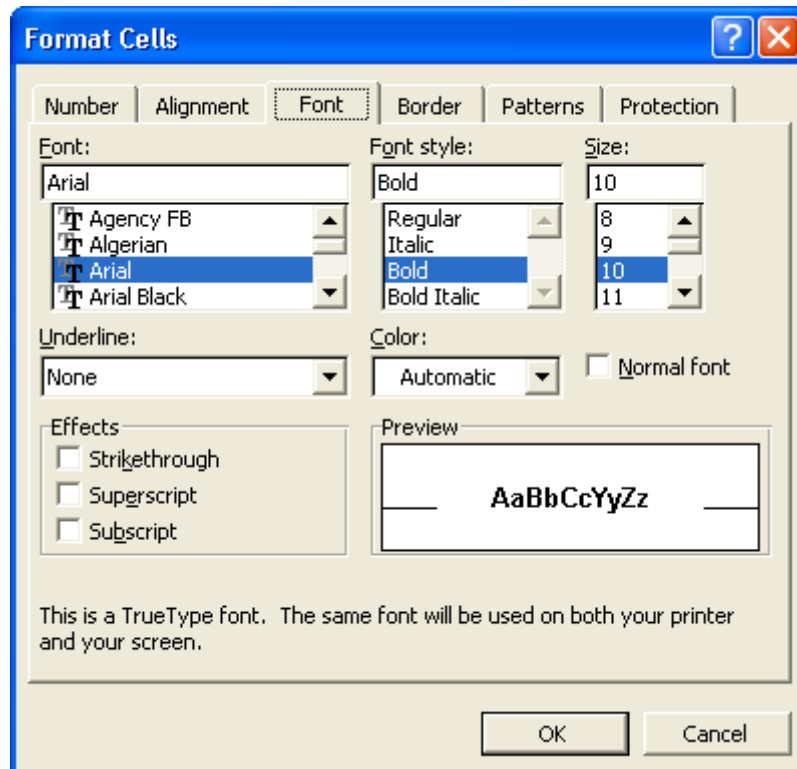 Format Cells
Number Alignment Font Border Patterns Protection
Font: Font style: Size:
Arial Bold 10
Agency FB Regular 8
Algerian Italic 9
Arial Bold 10
Arial Black Bold Italic 11
Underline: Color:
None Automatic Normal font
Effects Preview
Strikethrough
Superscript AaBbCcYyZz
Subscript
This is a TrueType font. The same font will be used on both your printer
and your screen.
OK Cancel